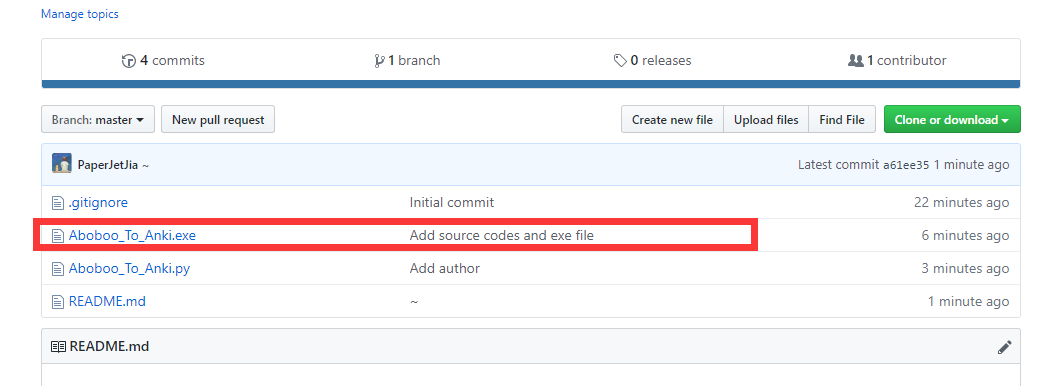 Manage topics
4 commits 1 branch 0 releases 1 contributor
Branch: master New pull request Create new file Upload files Find File Clone or download
PaperJetJia ~ Latest commit a61ee35 1 minute ago
.gitignore Initial commit 22 minutes ago
Aboboo_To_Anki.exe Add source codes and exe file 6 minutes ago
Aboboo_To_Anki.py Add author 3 minutes ago
README.md ~ 1 minute ago
README.md